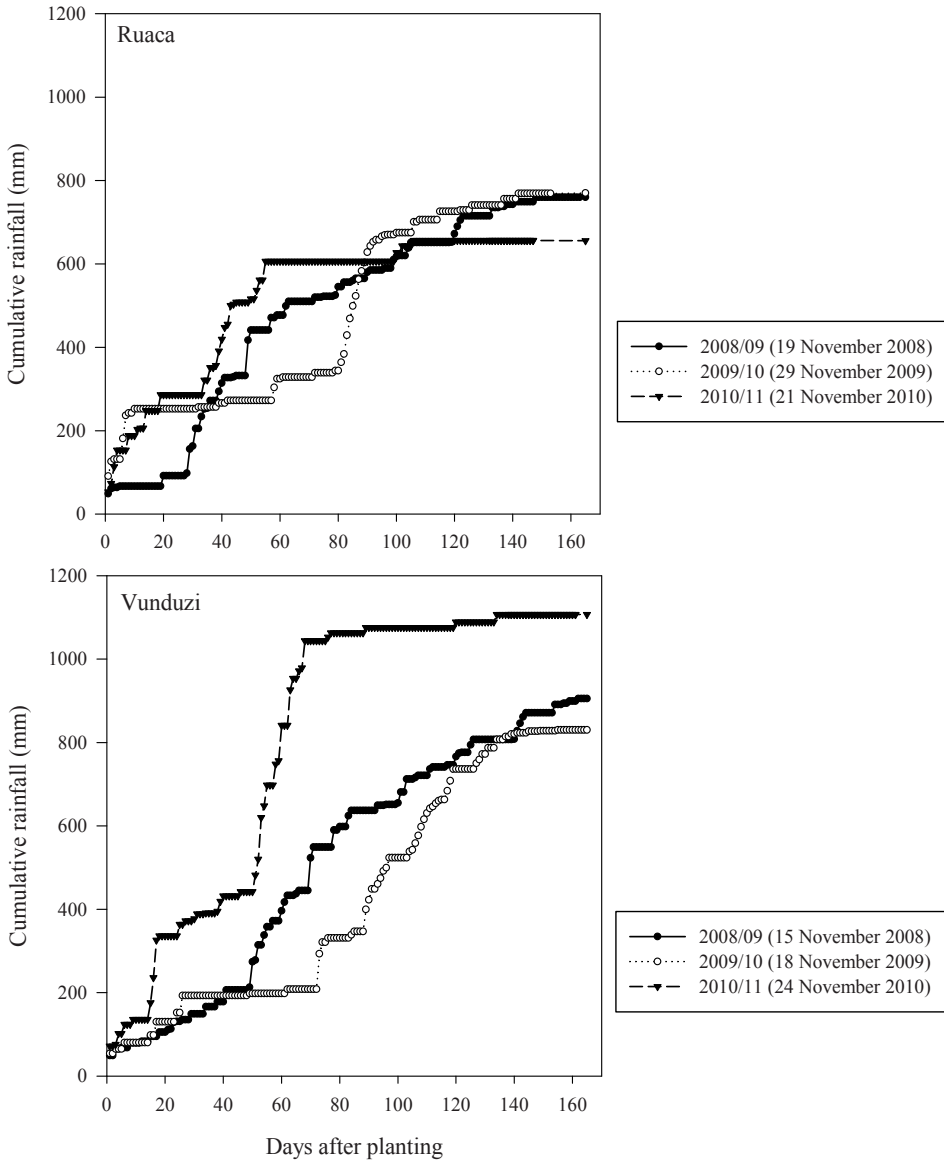 Ruaca
Cumulative rainfall (mm)
1200
1000
800
600
400
200
0
0 20 40 60 80 100 120 140 160
2008/09 (19 November 2008)
2009/10 (29 November 2009)
2010/11 (21 November 2010)
Vunduzi
Cumulative rainfall (mm)
1200
1000
800
600
400
200
0
0 20 40 60 80 100 120 140 160
Days after planting
2008/09 (15 November 2008)
2009/10 (18 November 2009)
2010/11 (24 November 2010)